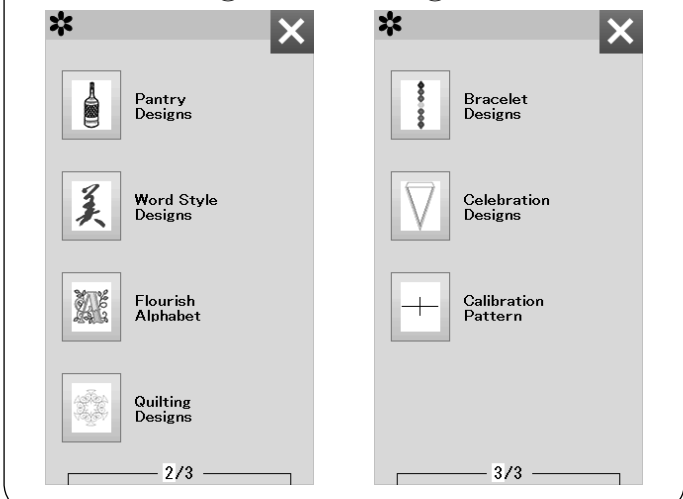 Pantry
Designs
美
Word Style
Designs
Flourish
Alphabet
Quilting
Designs
2/3
Bracelet
Designs
Celebration
Designs
Calibration
Pattern
3/3